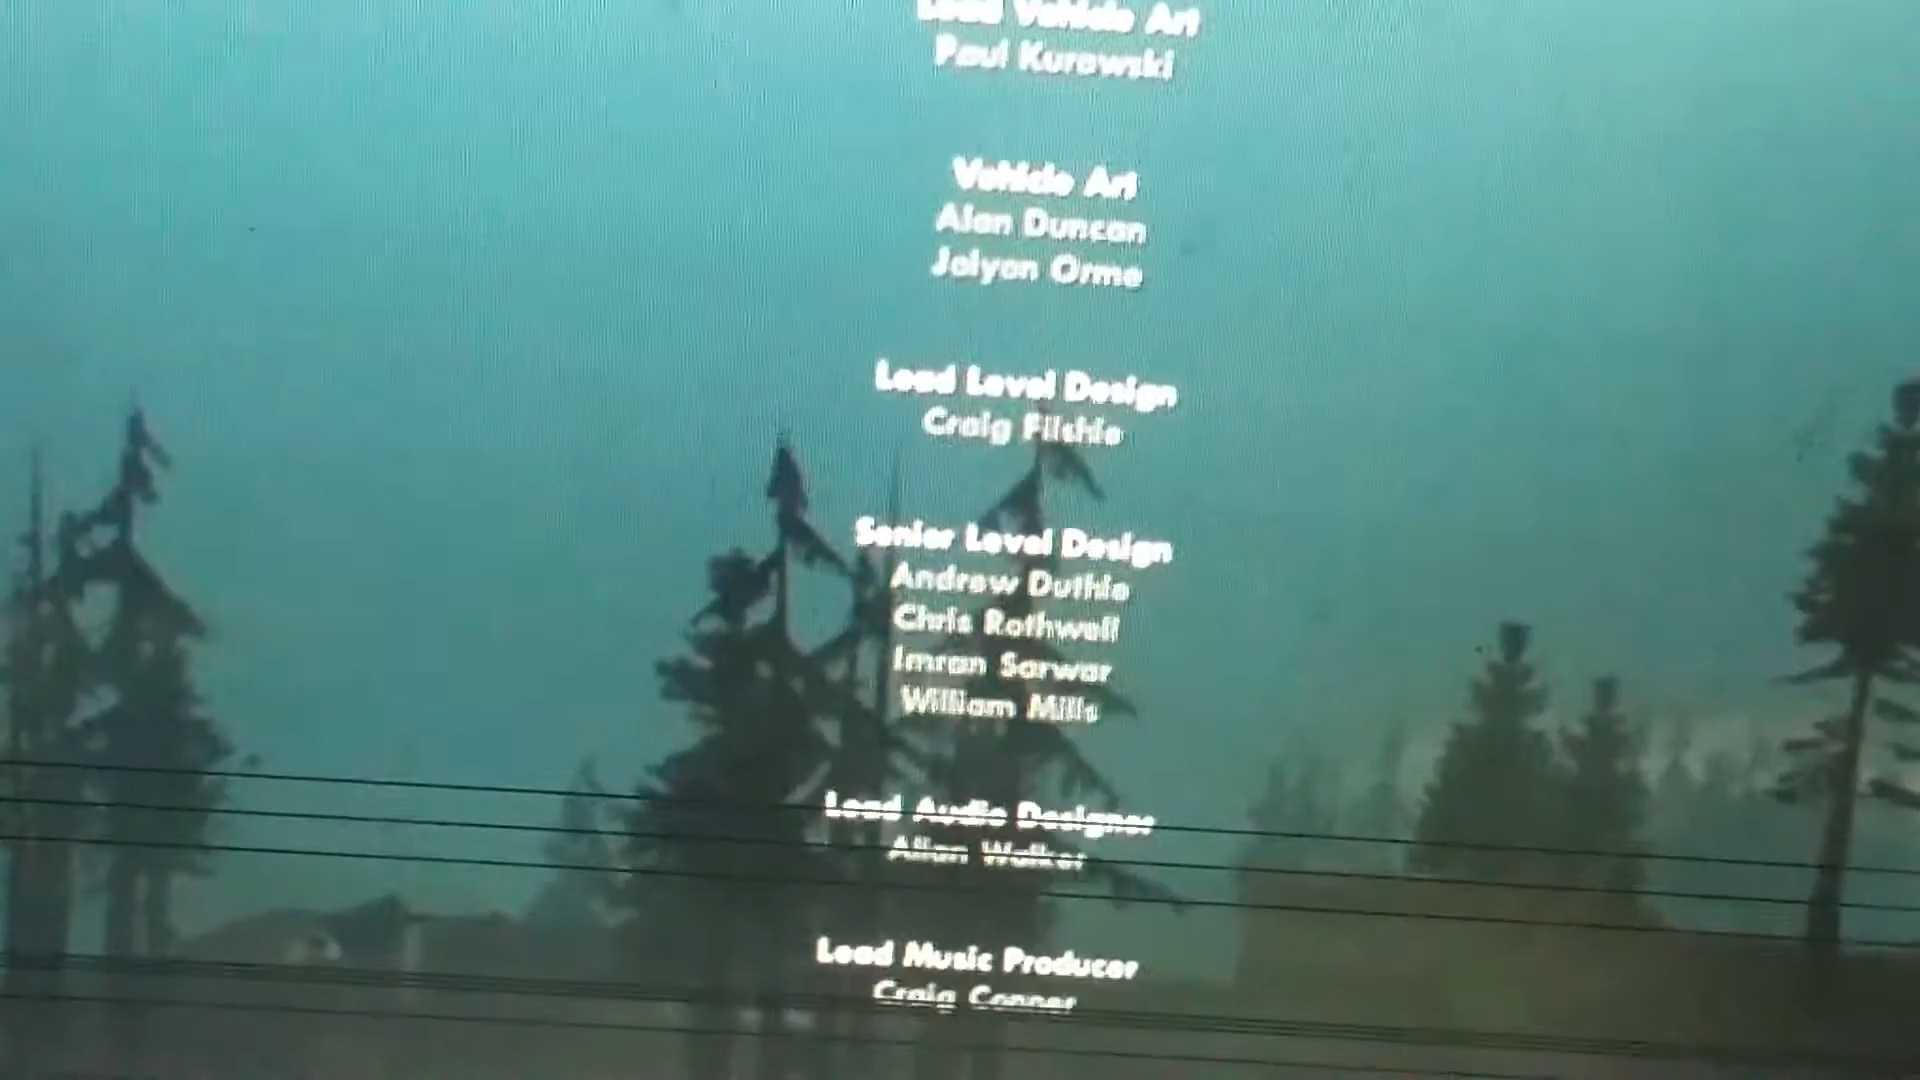 Lead Vehicle Art
Paul Kurowski
Vehicle Art
Alan Duncan
Jolyon Orme
Lead Level Design
Craig Filshie
Senior Level Design
Andrew Duthie
Chris Rothwell
Imran Sarwar
William Mills
Lead Audio Designer
Allan Walker
Lead Music Producer
Craig Conner